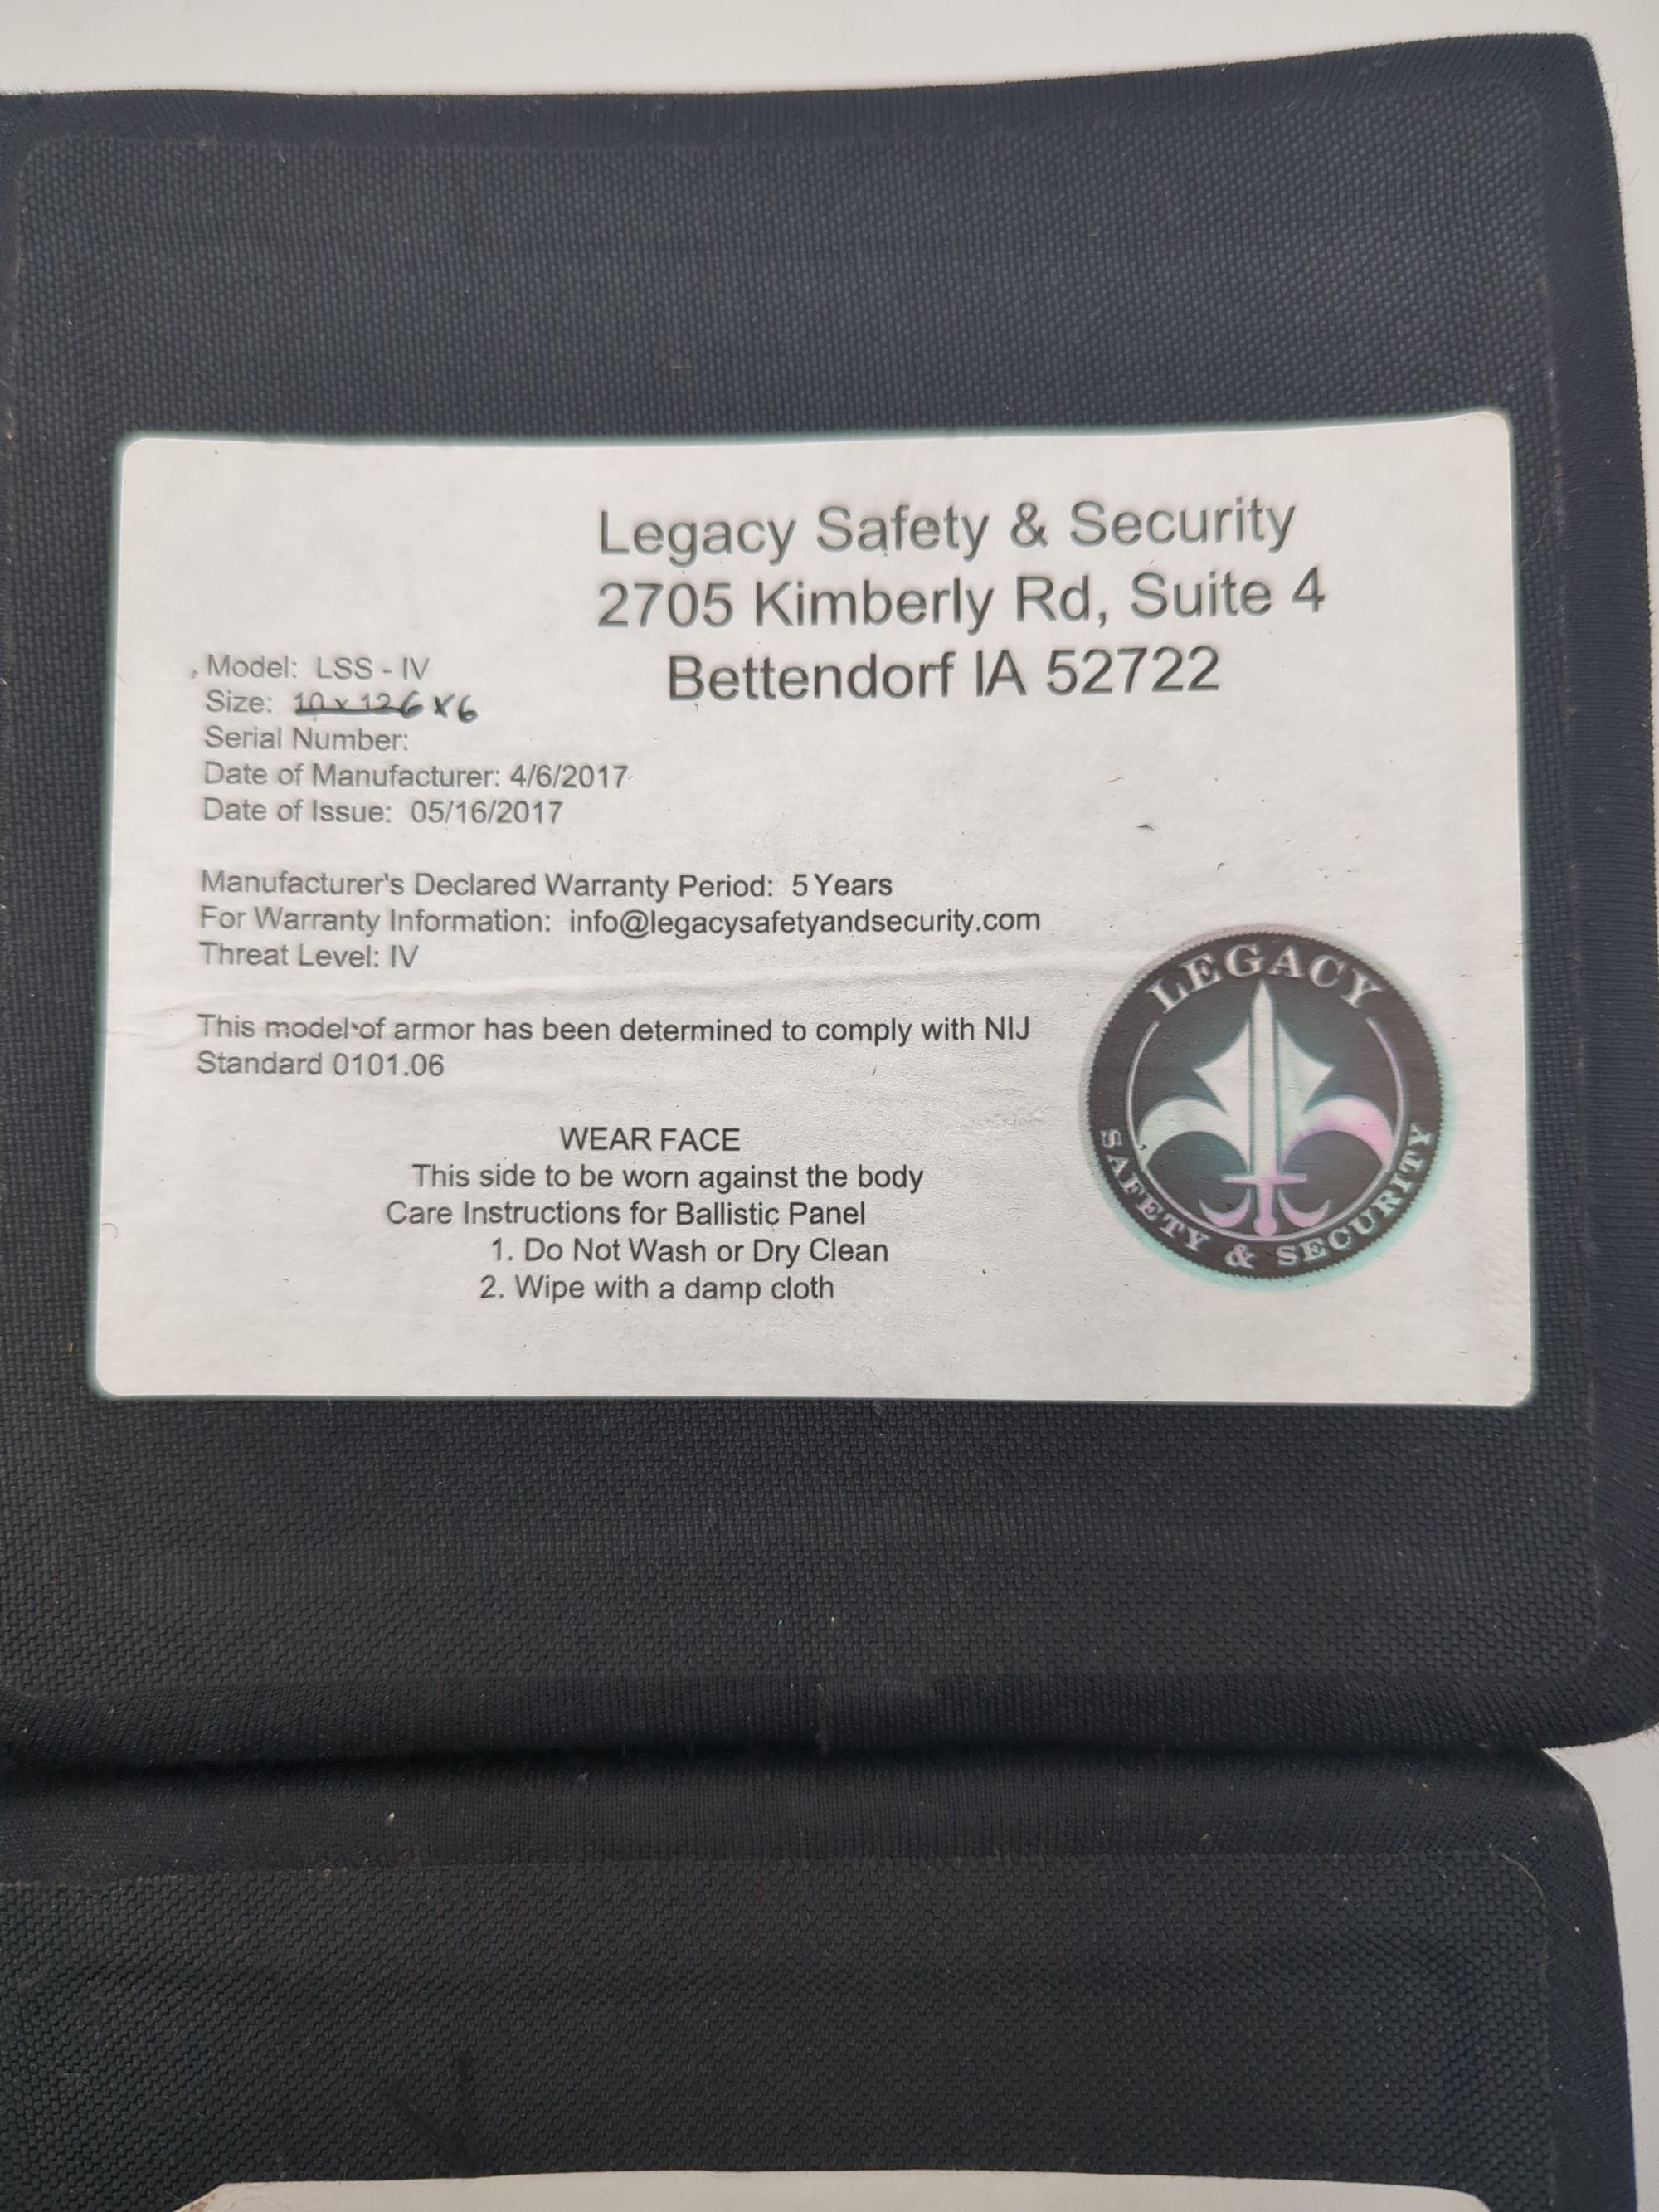 Legacy Safety & Security
2705 Kimberly Rd, Suite 4
Bettendorf IA 52722
Model: LSS - IV
Size: 10 x 12 6 x 6
Serial Number:
Date of Manufacturer: 4/6/2017
Date of Issue: 05/16/2017
Manufacturer's Declared Warranty Period: 5 Years
For Warranty Information: info@legacysafetyandsecurity.com
Threat Level: IV
This model of armor has been determined to comply with NIJ
Standard 0101.06
WEAR FACE
This side to be worn against the body
Care Instructions for Ballistic Panel
1. Do Not Wash or Dry Clean
2. Wipe with a damp cloth
LEGACY
SAFETY & SECURITY